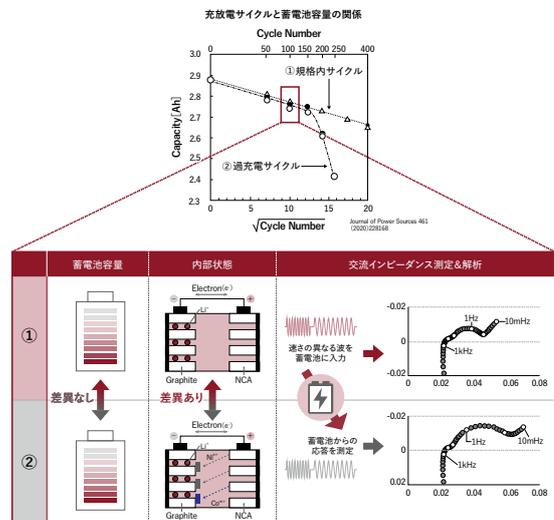 充放電サイクルと蓄電池容量の関係
Cycle Number
0 50 100 150 200 250 400
3.0
2.9
2.8
2.7
2.6
2.5
2.4
2.3
Capacity[Ah]
①規格内サイクル
②過充電サイクル
0 5 10 15 20
√Cycle Number
Journal of Power Sources 461
(2020)228168
蓄電池容量 内部状態 交流インピーダンス測定&解析
①
Electron(e⁻)
− +
Li⁺
Graphite NCA
速さの異なる波を
蓄電池に入力
-0.02
0
0.02
1Hz
10mHz
1kHz
0 0.02 0.04 0.06 0.08
差異なし 差異あり
②
Electron(e⁻)
− +
Li⁺
Graphite NCA
蓄電池からの
応答を測定
-0.02
0
0.02
1Hz
10mHz
1kHz
0 0.02 0.04 0.06 0.08